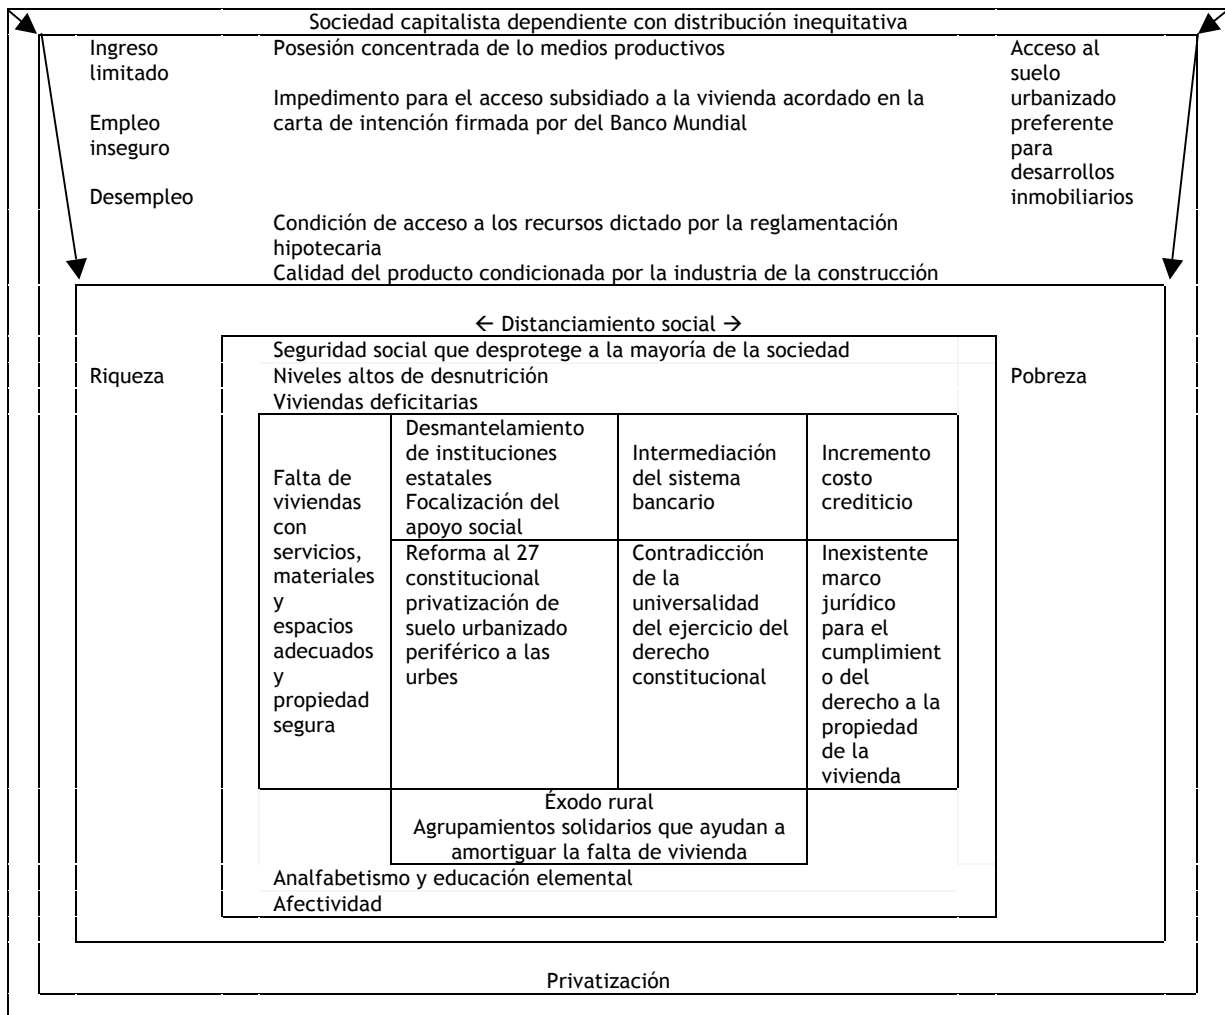 Sociedad capitalista dependiente con distribución inequitativa
Ingreso
limitado
Empleo
inseguro
Desempleo
Posesión concentrada de lo medios productivos
Impedimento para el acceso subsidiado a la vivienda acordado en la
carta de intención firmada por del Banco Mundial
Condición de acceso a los recursos dictado por la reglamentación
hipotecaria
Calidad del producto condicionada por la industria de la construcción
Acceso al
suelo
urbanizado
preferente
para
desarrollos
inmobiliarios
← Distanciamiento social →
Riqueza
Seguridad social que desprotege a la mayoría de la sociedad
Niveles altos de desnutrición
Viviendas deficitarias
Pobreza
Falta de
viviendas
con
servicios,
materiales
y
espacios
adecuados
y
propiedad
segura
Desmantelamiento
de instituciones
estatales
Focalización del
apoyo social
Intermediación
del sistema
bancario
Incremento
costo
crediticio
Reforma al 27
constitucional
privatización de
suelo urbanizado
periférico a las
urbes
Contradicción
de la
universalidad
del ejercicio del
derecho
constitucional
Inexistente
marco
jurídico
para el
cumplimient
o del
derecho a la
propiedad
de la
vivienda
Éxodo rural
Agrupamientos solidarios que ayudan a
amortiguar la falta de vivienda
Analfabetismo y educación elemental
Afectividad
Privatización